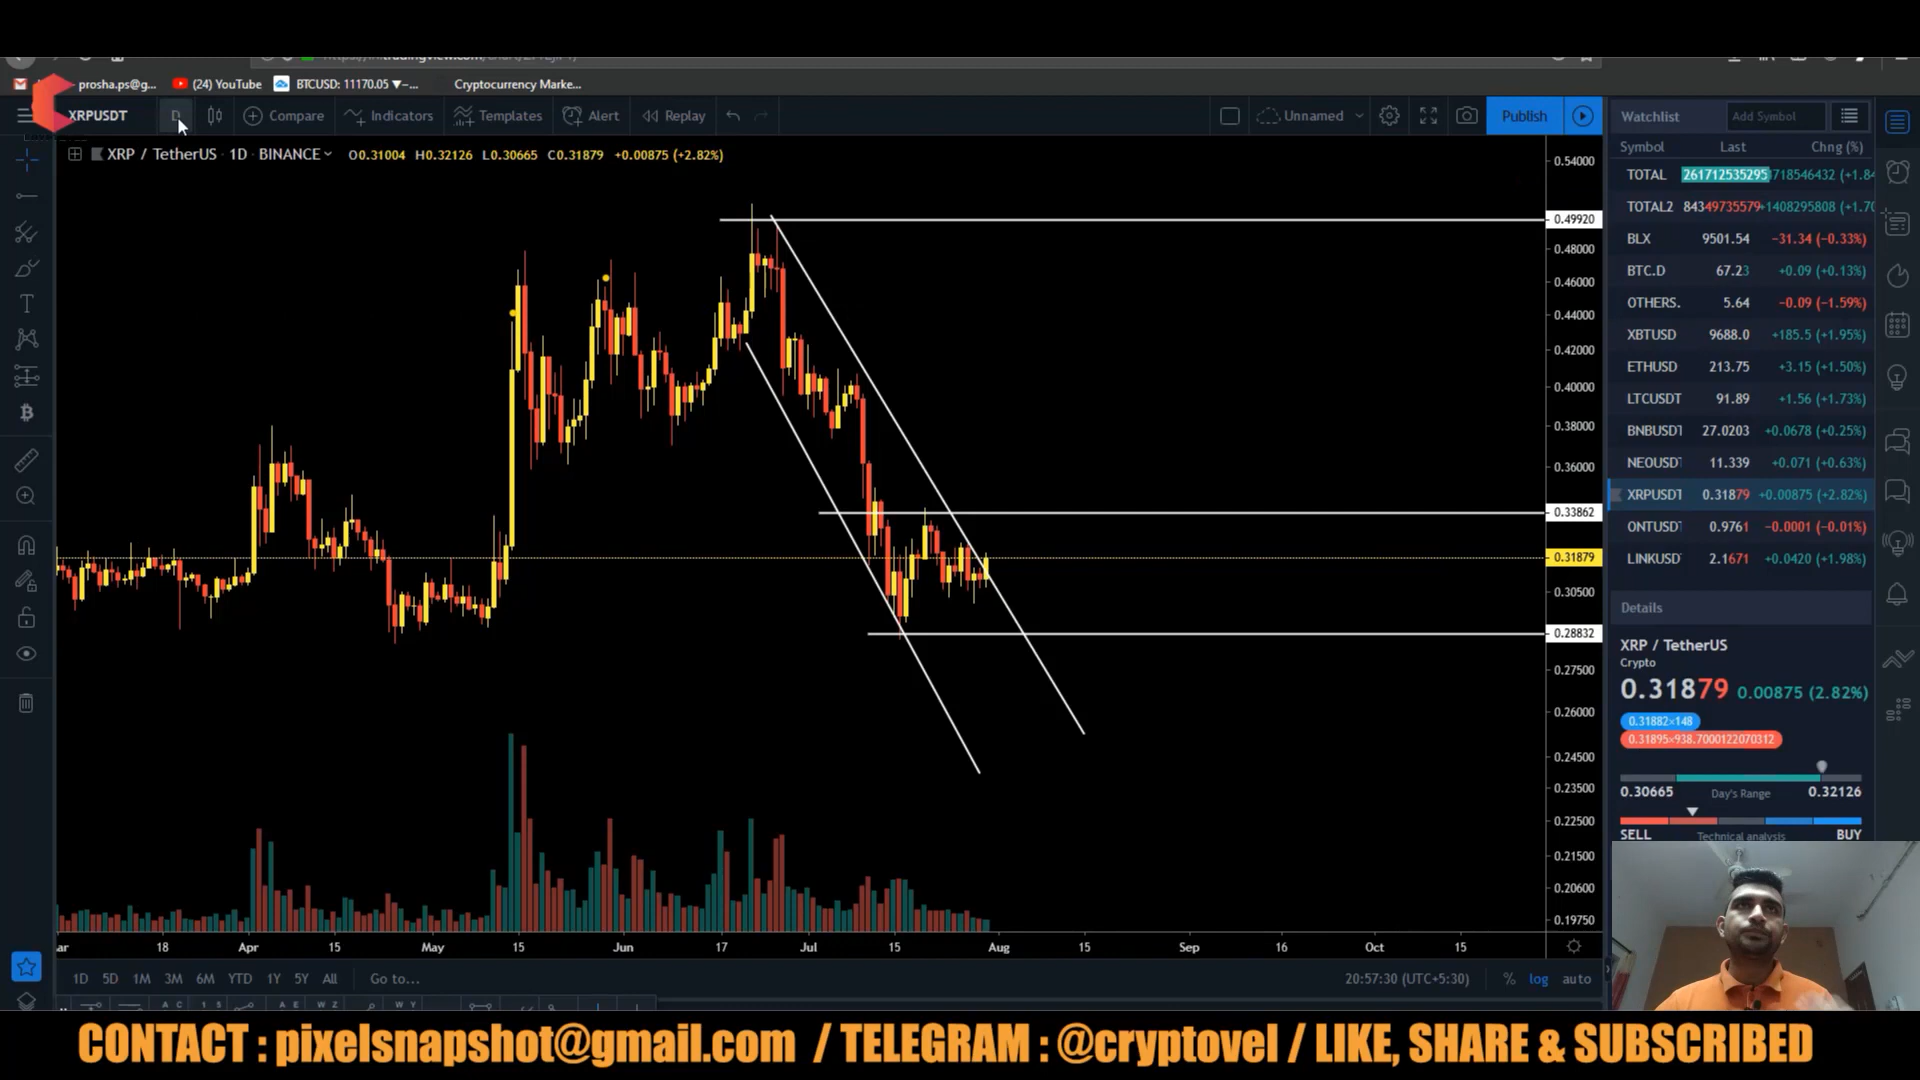 prosha.ps@g...
(24) YouTube
BTCUSD: 11170.05 ▼−...
Cryptocurrency Marke...
XRPUSDT
D
Compare
Indicators
Templates
Alert
Replay
Unnamed
Publish
XRP / TetherUS · 1D · BINANCE
O0.31004 H0.32126 L0.30665 C0.31879 +0.00875 (+2.82%)
0.54000
0.49920
0.48000
0.46000
0.44000
0.42000
0.40000
0.38000
0.36000
0.33862
0.31879
0.30500
0.28832
0.27500
0.26000
0.24500
0.23500
0.22500
0.21500
0.20600
0.19750
ar 18 Apr 15 May 15 Jun 17 Jul 15 Aug 15 Sep 16 Oct 15
1D 5D 1M 3M 6M YTD 1Y 5Y All Go to...
20:57:30 (UTC+5:30) % log auto
Watchlist
Add Symbol
Symbol Last Chng (%)
TOTAL 261712535295 718546432 (+1.84
TOTAL2 84349735579 +1408295808 (+1.70
BLX 9501.54 −31.34 (−0.33%)
BTC.D 67.23 +0.09 (+0.13%)
OTHERS. 5.64 −0.09 (−1.59%)
XBTUSD 9688.0 +185.5 (+1.95%)
ETHUSD 213.75 +3.15 (+1.50%)
LTCUSDT 91.89 +1.56 (+1.73%)
BNBUSDT 27.0203 +0.0678 (+0.25%)
NEOUSDT 11.339 +0.071 (+0.63%)
XRPUSDT 0.31879 +0.00875 (+2.82%)
ONTUSDT 0.9761 −0.0001 (−0.01%)
LINKUSD 2.1671 +0.0420 (+1.98%)
Details
XRP / TetherUS
Crypto
0.31879 0.00875 (2.82%)
0.31882×148
0.31895×938.7000122070312
0.30665 Day's Range 0.32126
SELL Technical analysis BUY
CONTACT : pixelsnapshot@gmail.com / TELEGRAM : @cryptovel / LIKE, SHARE & SUBSCRIBED